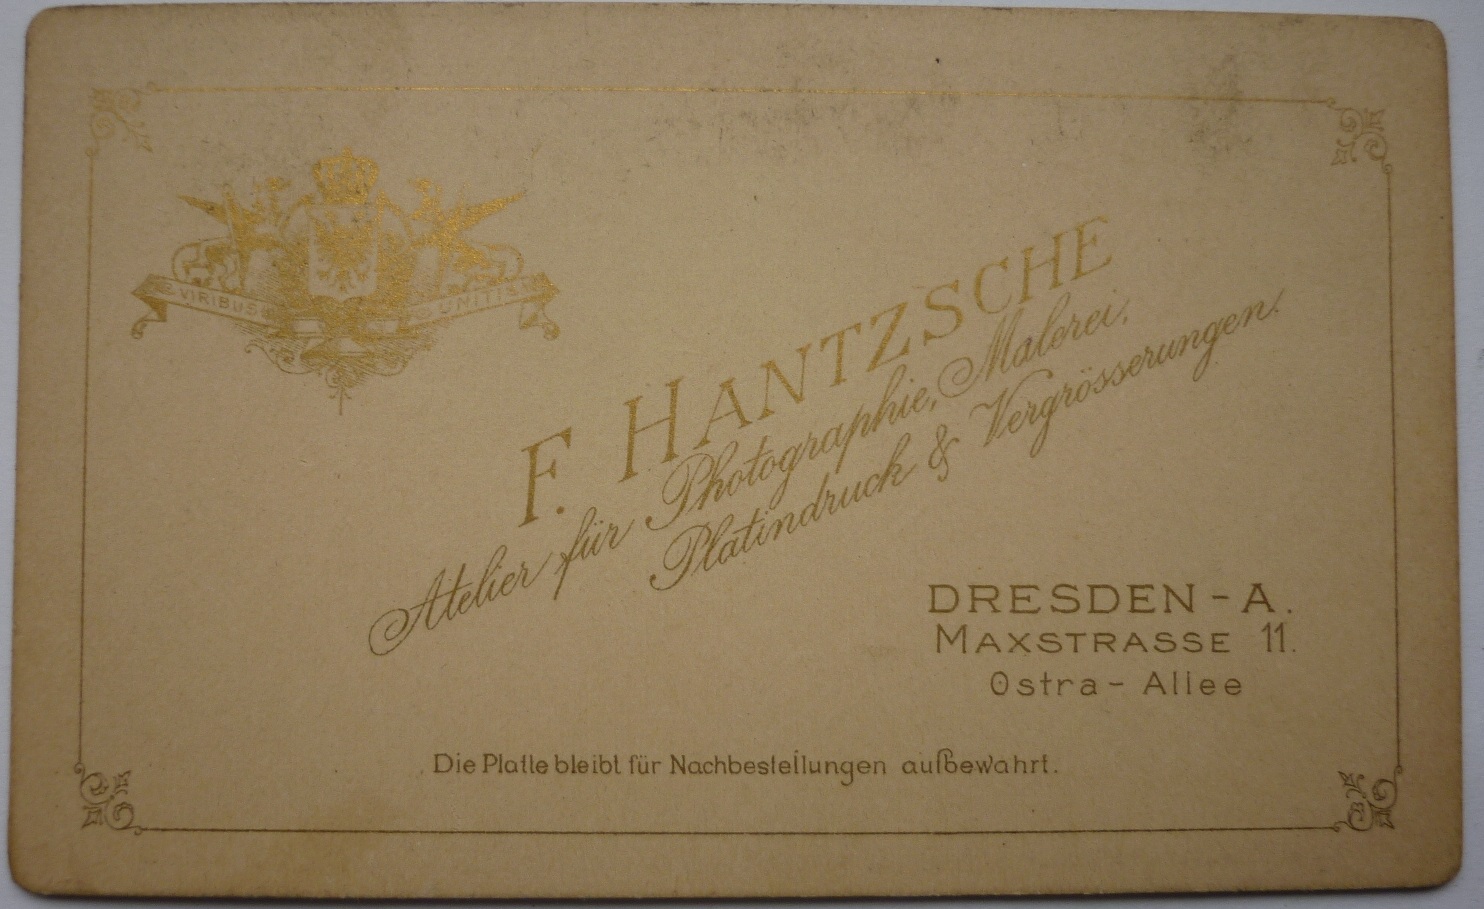 VIRIBUS UNITIS
F. HANTZSCHE
Atelier für Photographie, Malerei,
Platindruck & Vergrösserungen.
DRESDEN - A.
MAXSTRASSE 11.
Ostra - Allee
Die Platte bleibt für Nachbestellungen aufbewahrt.